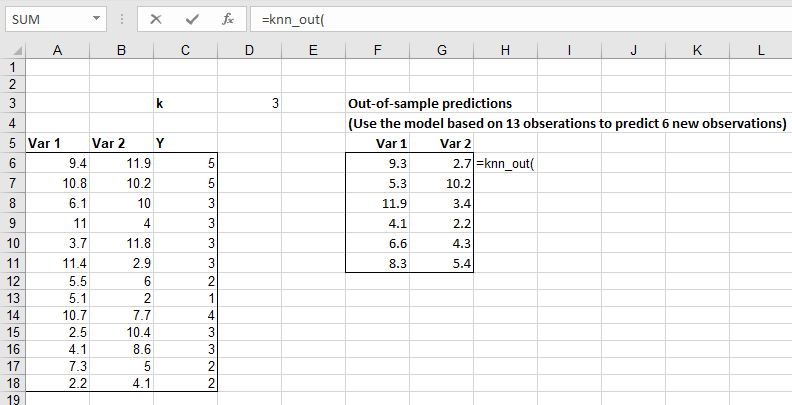 SUM =knn_out(
A B C D E F G H I J K L
1
2
3 k 3 Out-of-sample predictions
4 (Use the model based on 13 obserations to predict 6 new observations)
5 Var 1 Var 2 Y Var 1 Var 2
6 9.4 11.9 5 9.3 2.7 =knn_out(
7 10.8 10.2 5 5.3 10.2
8 6.1 10 3 11.9 3.4
9 11 4 3 4.1 2.2
10 3.7 11.8 3 6.6 4.3
11 11.4 2.9 3 8.3 5.4
12 5.5 6 2
13 5.1 2 1
14 10.7 7.7 4
15 2.5 10.4 3
16 4.1 8.6 3
17 7.3 5 2
18 2.2 4.1 2
19